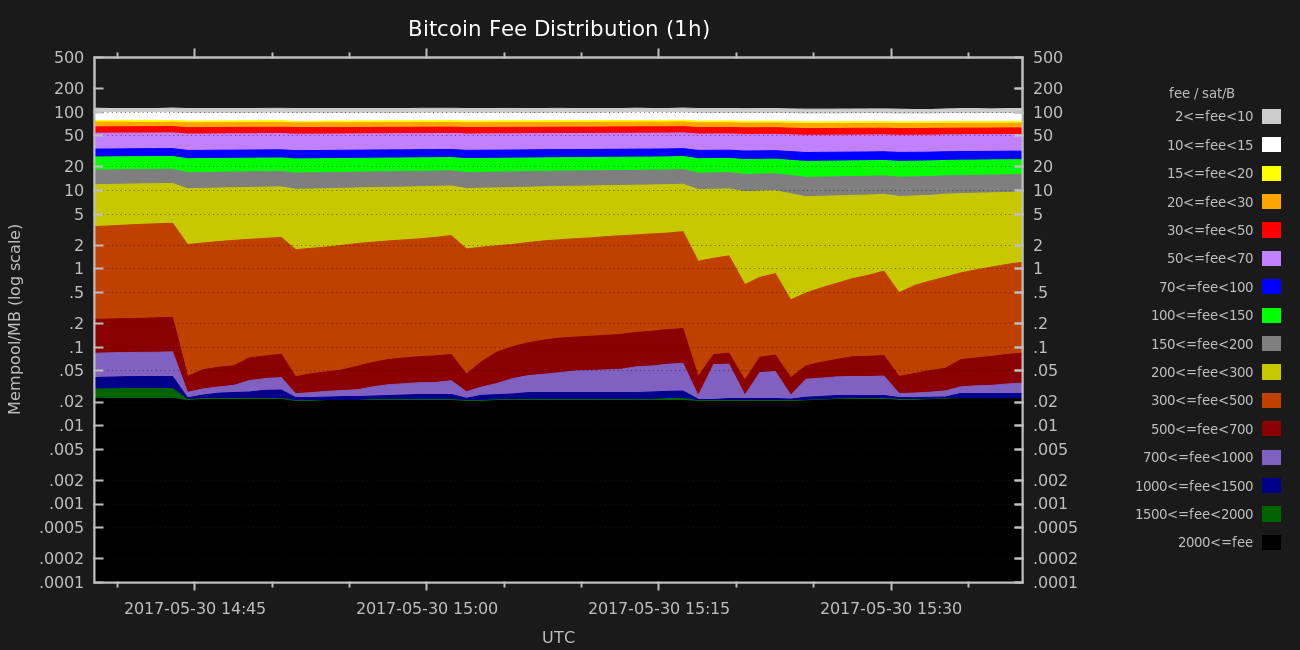 Bitcoin Fee Distribution (1h)
500
200
100
50
20
10
5
2
1
.5
.2
.1
.05
.02
.01
.005
.002
.001
.0005
.0002
.0001
Mempool/MB (log scale)
500
200
100
50
20
10
5
2
1
.5
.2
.1
.05
.02
.01
.005
.002
.001
.0005
.0002
.0001
2017-05-30 14:45
2017-05-30 15:00
2017-05-30 15:15
2017-05-30 15:30
UTC
fee / sat/B
2<=fee<10
10<=fee<15
15<=fee<20
20<=fee<30
30<=fee<50
50<=fee<70
70<=fee<100
100<=fee<150
150<=fee<200
200<=fee<300
300<=fee<500
500<=fee<700
700<=fee<1000
1000<=fee<1500
1500<=fee<2000
2000<=fee